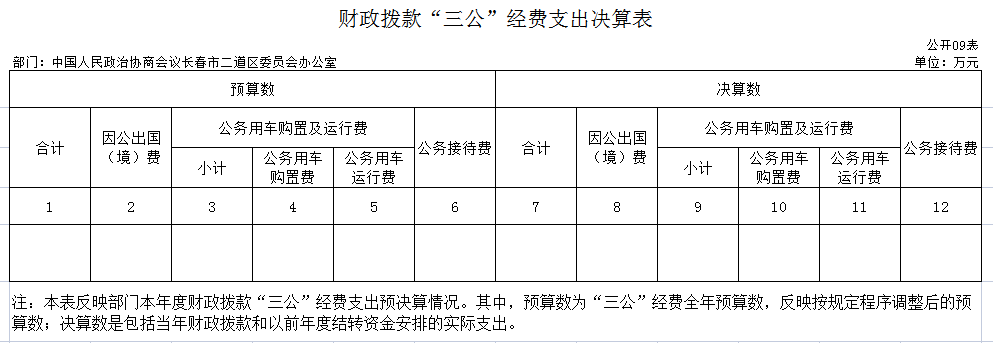 财政拨款“三公”经费支出决算表
公开09表
部门：中国人民政治协商会议长春市二道区委员会办公室 单位：万元
预算数 决算数
合计 因公出国（境）费 公务用车购置及运行费 公务接待费 合计 因公出国（境）费 公务用车购置及运行费 公务接待费
小计 公务用车购置费 公务用车运行费 小计 公务用车购置费 公务用车运行费
1 2 3 4 5 6 7 8 9 10 11 12
注：本表反映部门本年度财政拨款“三公”经费支出预决算情况。其中，预算数为“三公”经费全年预算数，反映按规定程序调整后的预
算数；决算数是包括当年财政拨款和以前年度结转资金安排的实际支出。